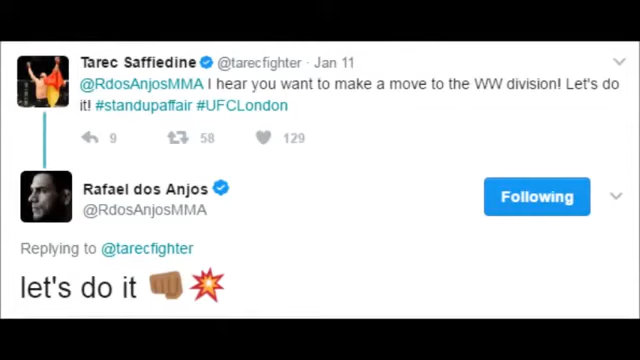 Tarec Saffiedine @tarecfighter · Jan 11
@RdosAnjosMMA I hear you want to make a move to the WW division! Let's do
it! #standupaffair #UFCLondon
9 58 129
Rafael dos Anjos
@RdosAnjosMMA
Following
Replying to @tarecfighter
let's do it 👊🏾💥